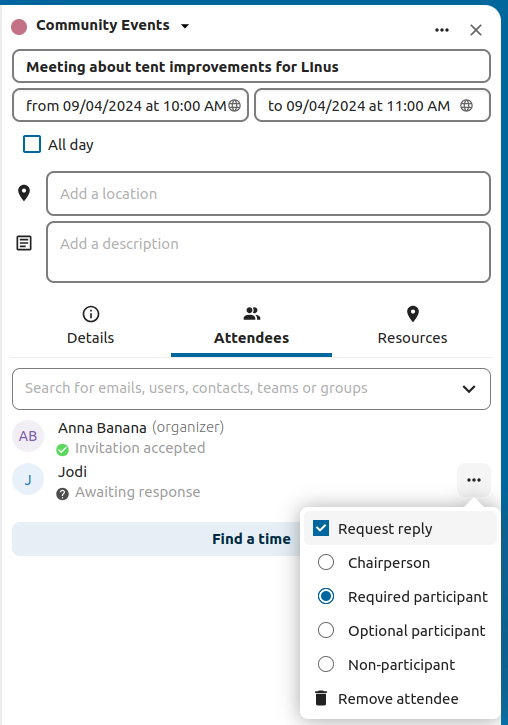 Community Events
Meeting about tent improvements for LInus
from 09/04/2024 at 10:00 AM to 09/04/2024 at 11:00 AM
All day
Add a location
Add a description
Details Attendees Resources
Search for emails, users, contacts, teams or groups
AB Anna Banana (organizer)
Invitation accepted
J Jodi
Awaiting response
Find a time
Request reply
Chairperson
Required participant
Optional participant
Non-participant
Remove attendee